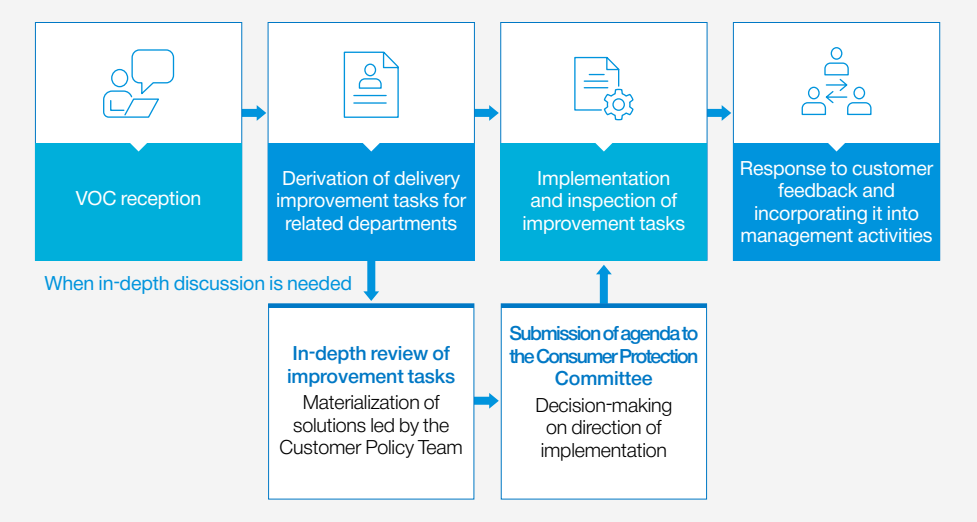 VOC reception
Derivation of delivery
improvement tasks for
related departments
Implementation
and inspection of
improvement tasks
Response to customer
feedback and
incorporating it into
management activities
When in-depth discussion is needed
In-depth review of
improvement tasks
Materialization of
solutions led by the
Customer Policy Team
Submission of agenda to
the Consumer Protection
Committee
Decision-making
on direction of
implementation